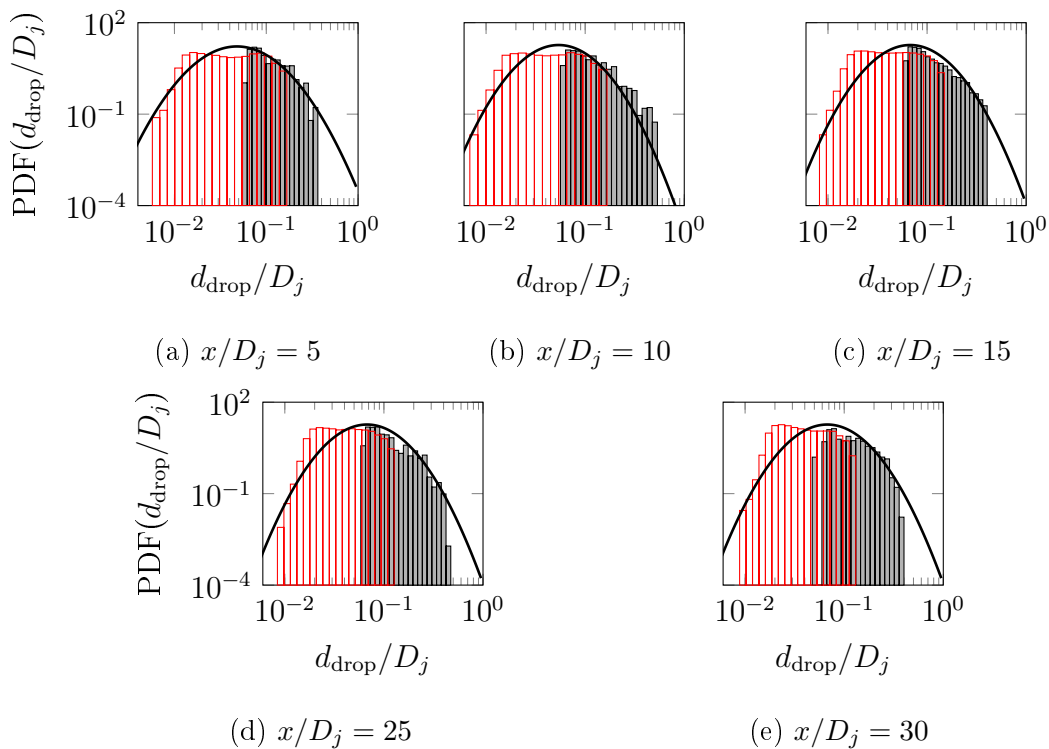 10^2
10^{-1}
10^{-4}
PDF(d_drop/D_j)
10^{-2} 10^{-1} 10^0
d_drop/D_j
(a) x/D_j = 5
10^{-2} 10^{-1} 10^0
d_drop/D_j
(b) x/D_j = 10
10^{-2} 10^{-1} 10^0
d_drop/D_j
(c) x/D_j = 15
10^2
10^{-1}
10^{-4}
PDF(d_drop/D_j)
10^{-2} 10^{-1} 10^0
d_drop/D_j
(d) x/D_j = 25
10^{-2} 10^{-1} 10^0
d_drop/D_j
(e) x/D_j = 30